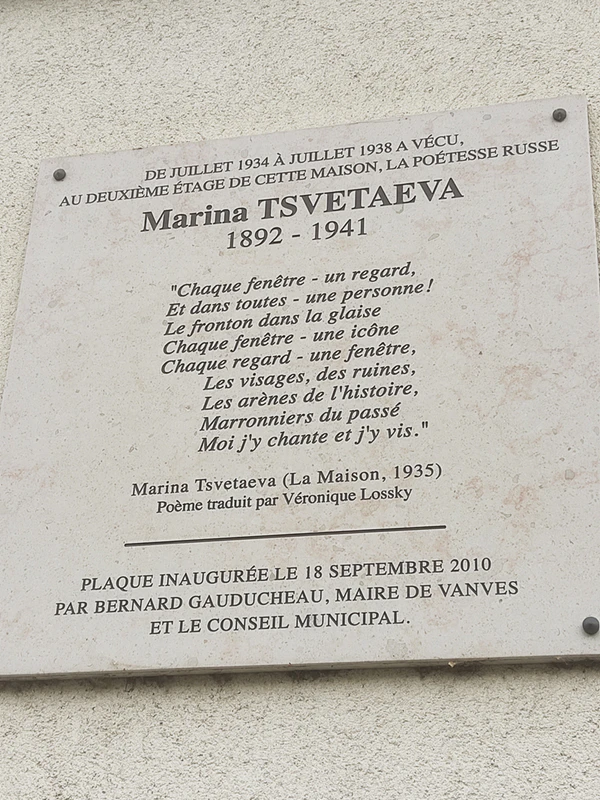 DE JUILLET 1934 À JUILLET 1938 A VÉCU,
AU DEUXIÈME ÉTAGE DE CETTE MAISON, LA POÉTESSE RUSSE
Marina TSVETAEVA
1892 - 1941
"Chaque fenêtre - un regard,
Et dans toutes - une personne !
Le fronton dans la glaise
Chaque fenêtre - une icône
Chaque regard - une fenêtre,
Les visages, des ruines,
Les arènes de l'histoire,
Marronniers du passé
Moi j'y chante et j'y vis."
Marina Tsvetaeva (La Maison, 1935)
Poème traduit par Véronique Lossky
PLAQUE INAUGURÉE LE 18 SEPTEMBRE 2010
PAR BERNARD GAUDUCHEAU, MAIRE DE VANVES
ET LE CONSEIL MUNICIPAL.